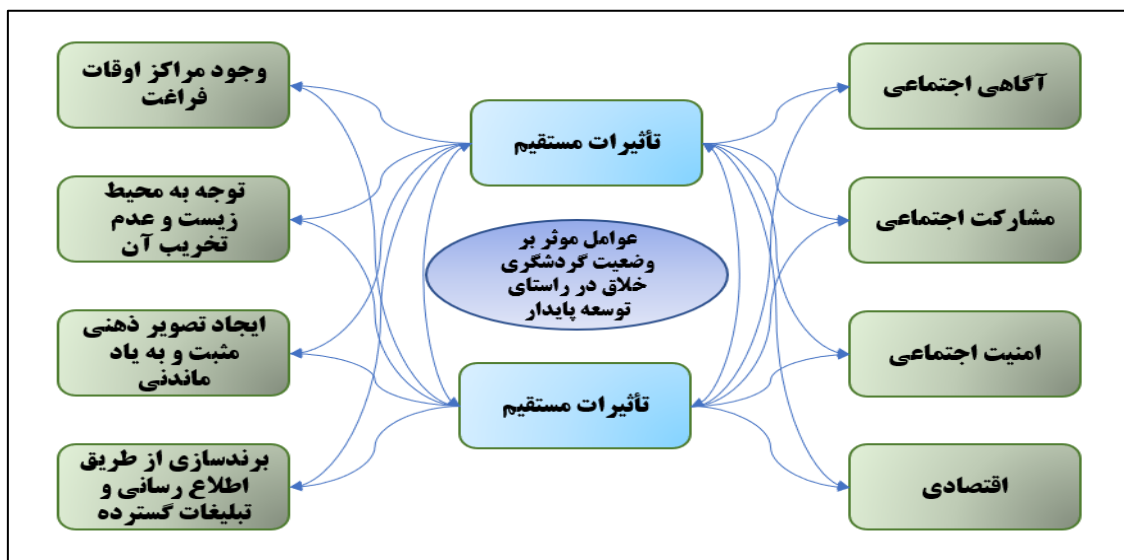 آگاهی اجتماعی
مشارکت اجتماعی
امنیت اجتماعی
اقتصادی
تأثیرات مستقیم
عوامل موثر بر
وضعیت گردشگری
خلاق در راستای
توسعه پایدار
تأثیرات مستقیم
وجود مراکز اوقات
فراغت
توجه به محیط
زیست و عدم
تخریب آن
ایجاد تصویر ذهنی
مثبت و به یاد
ماندنی
برندسازی از طریق
اطلاع رسانی و
تبلیغات گسترده